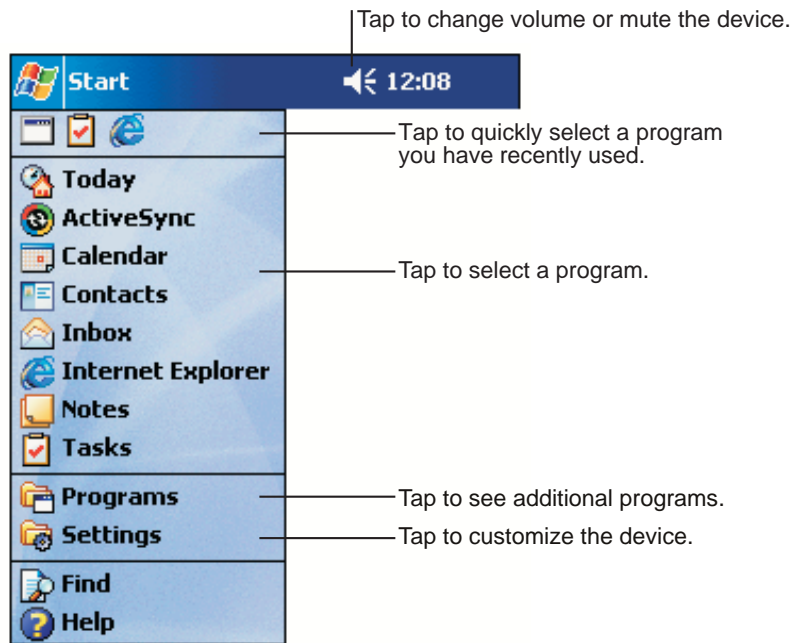 Tap to change volume or mute the device.
Start 12:08
Tap to quickly select a program
you have recently used.
Today
ActiveSync
Calendar
Tap to select a program.
Contacts
Inbox
Internet Explorer
Notes
Tasks
Programs
Tap to see additional programs.
Settings
Tap to customize the device.
Find
Help